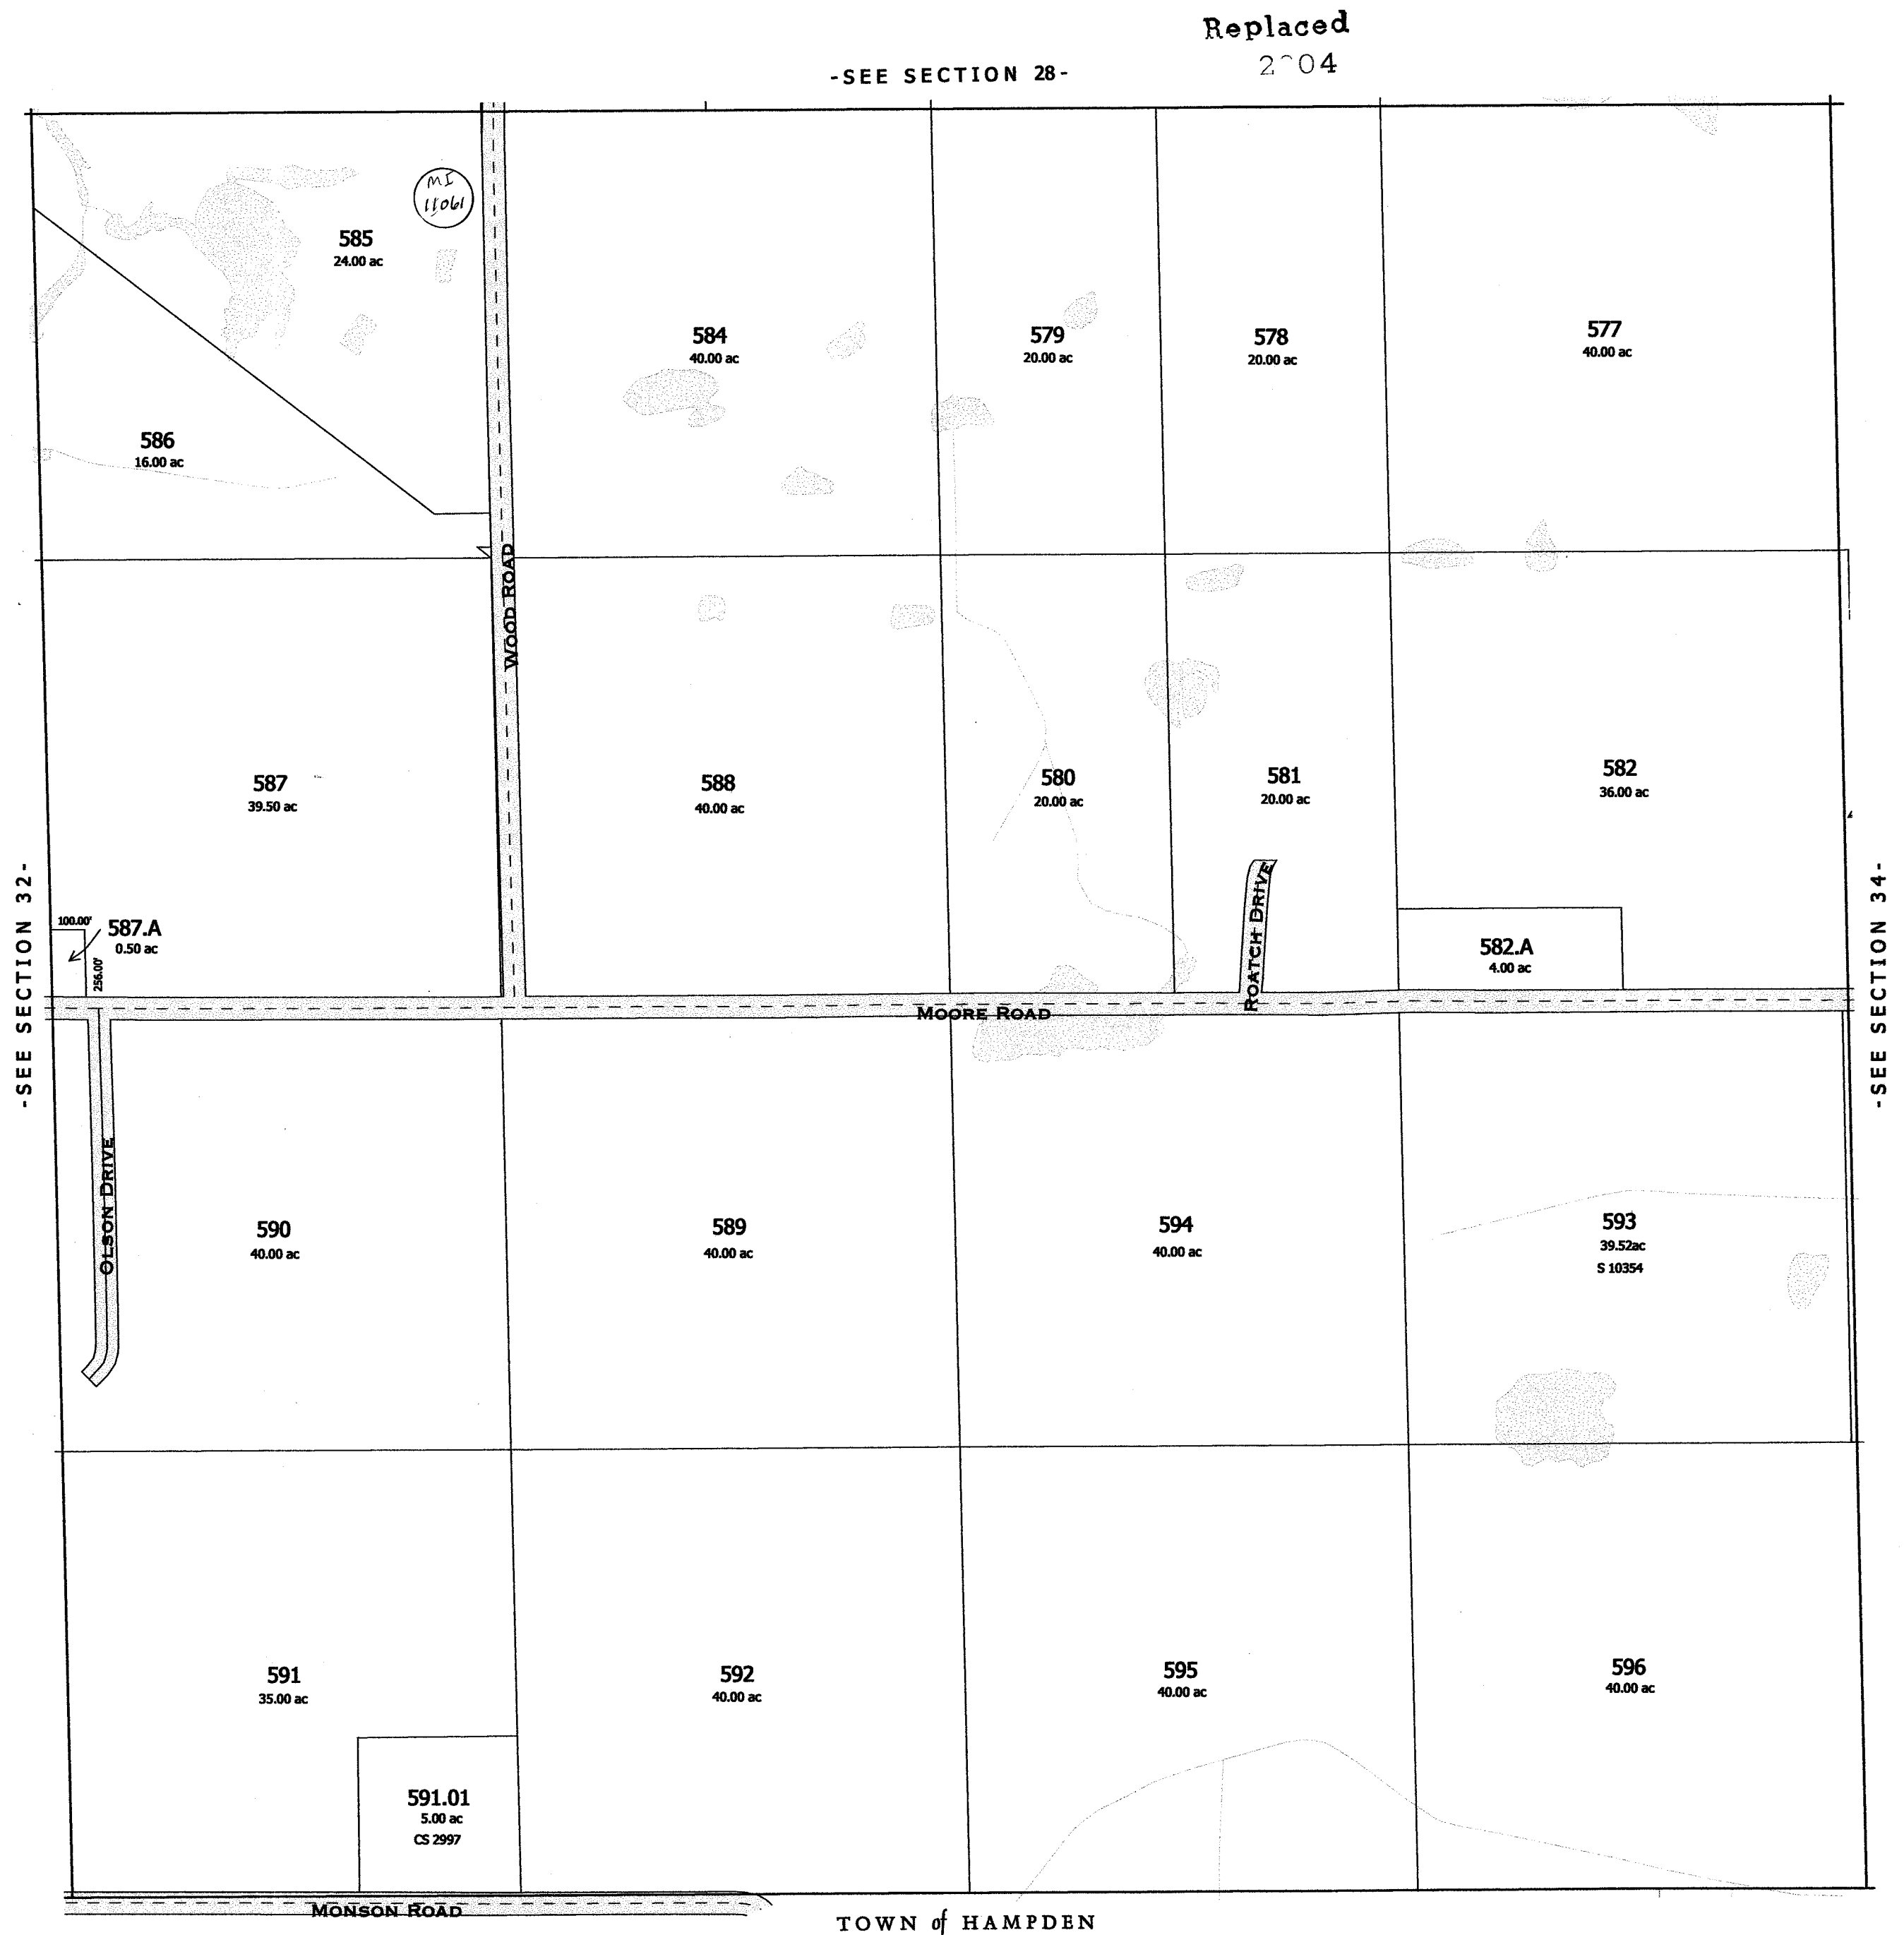 Replaced
-SEE SECTION 28-
MI
11061
585
24.00 ac
584
40.00 ac
579
20.00 ac
578
20.00 ac
577
40.00 ac
586
16.00 ac
WOOD ROAD
587
39.50 ac
588
40.00 ac
580
20.00 ac
581
20.00 ac
582
36.00 ac
-SEE SECTION 32-
-SEE SECTION 34-
100.00'
587.A
0.50 ac
256.00'
ROATCH DRIVE
582.A
4.00 ac
MOORE ROAD
OLSON DRIVE
590
40.00 ac
589
40.00 ac
594
40.00 ac
593
39.52ac
S 10354
591
35.00 ac
592
40.00 ac
595
40.00 ac
596
40.00 ac
591.01
5.00 ac
CS 2997
MONSON ROAD
TOWN of HAMPDEN